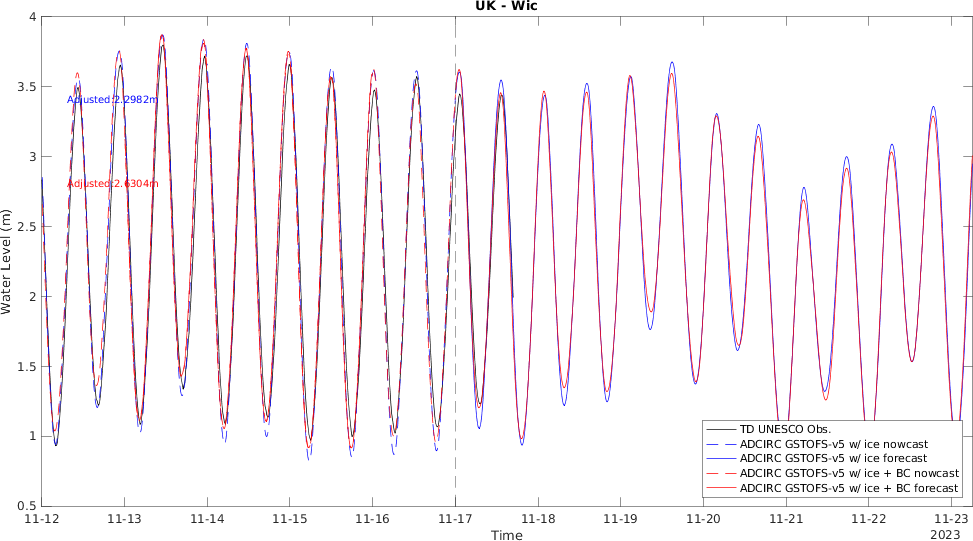 UK - Wic
4
3.5
3
2.5
2
1.5
1
0.5
Water Level (m)
Adjusted:2.2982m
Adjusted:2.6304m
TD UNESCO Obs.
ADCIRC GSTOFS-v5 w/ ice nowcast
ADCIRC GSTOFS-v5 w/ ice forecast
ADCIRC GSTOFS-v5 w/ ice + BC nowcast
ADCIRC GSTOFS-v5 w/ ice + BC forecast
11-12 11-13 11-14 11-15 11-16 11-17 11-18 11-19 11-20 11-21 11-22 11-23
2023
Time